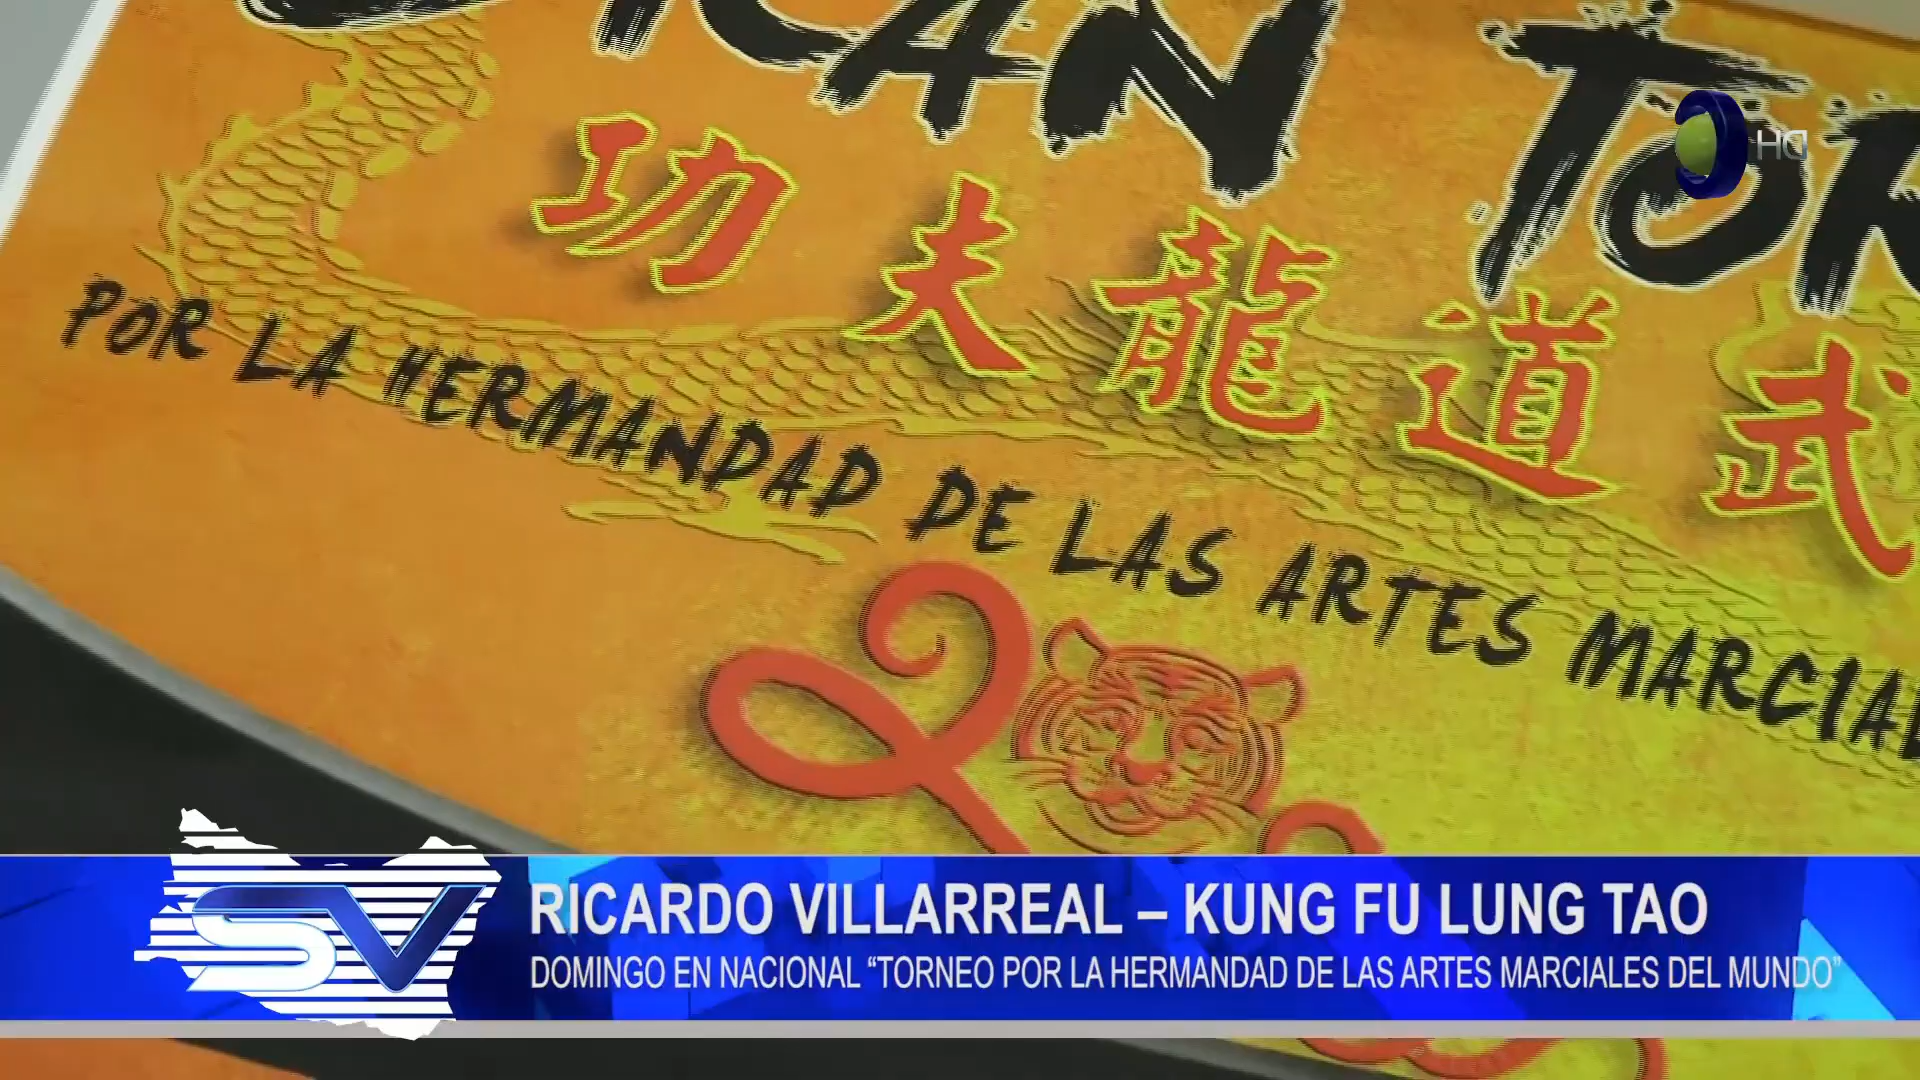 功夫龍道武
POR LA HERMANDAD DE LAS ARTES
HD
SV
RICARDO VILLARREAL – KUNG FU LUNG TAO
DOMINGO EN NACIONAL “TORNEO POR LA HERMANDAD DE LAS ARTES MARCIALES DEL MUNDO”